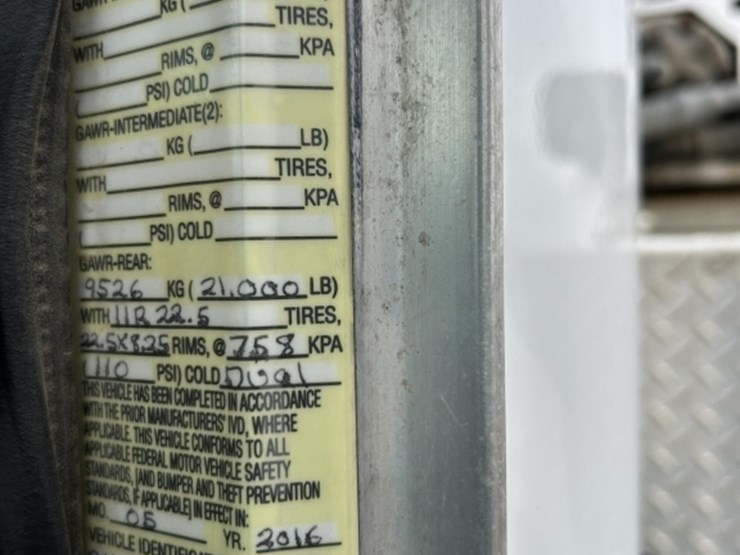 KG (
TIRES,
WITH RIMS, @ KPA
PSI) COLD
GAWR-INTERMEDIATE(2):
KG ( LB)
WITH TIRES,
RIMS, @ KPA
( PSI) COLD
GAWR-REAR:
9526 KG ( 21,000 LB)
WITH 11R 22.5 TIRES,
22.5X8.25 RIMS, @ 758 KPA
( 110 PSI) COLD DUAL
THIS VEHICLE HAS BEEN COMPLETED IN ACCORDANCE
WITH THE PRIOR MANUFACTURERS' IVD, WHERE
APPLICABLE. THIS VEHICLE CONFORMS TO ALL
APPLICABLE FEDERAL MOTOR VEHICLE SAFETY
STANDARDS, [AND BUMPER AND THEFT PREVENTION
STANDARDS, IF APPLICABLE] IN EFFECT IN:
MO. 05 YR. 2016
VEHICLE